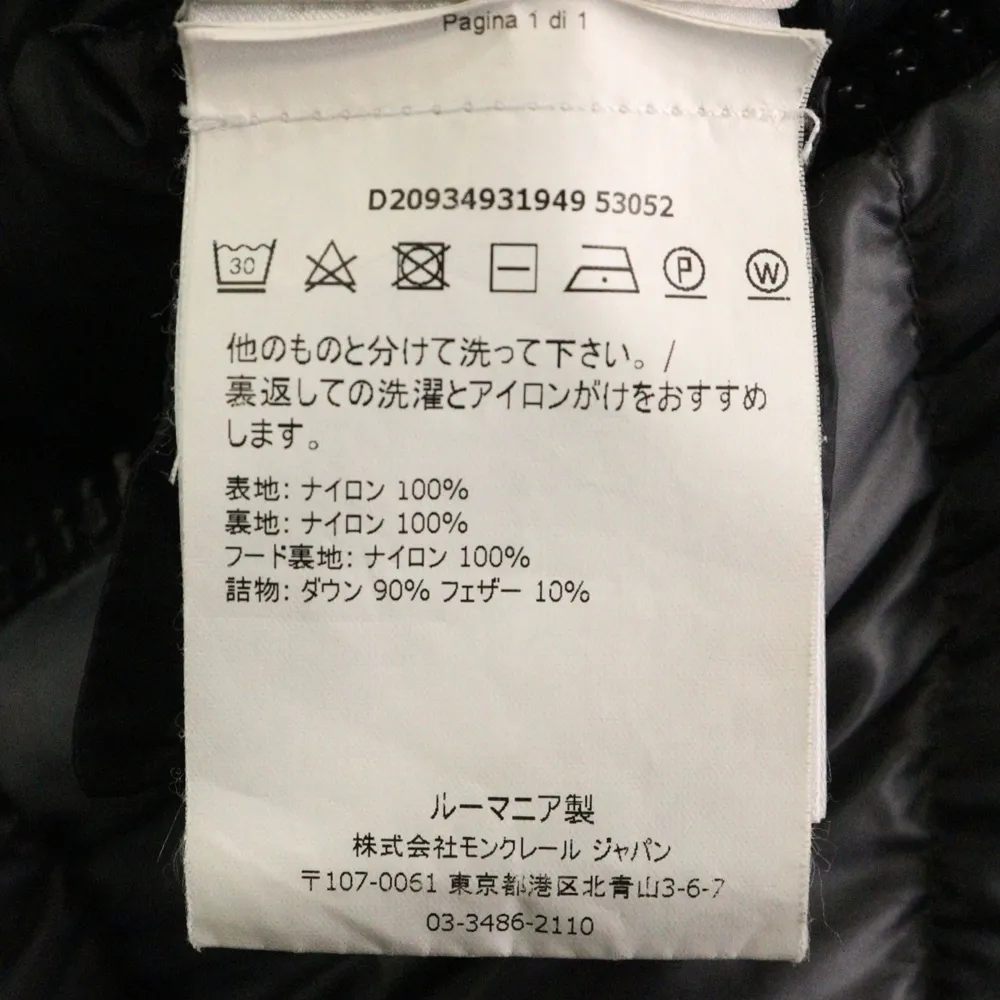 Pagina 1 di 1
D20934931949 53052
30 P W
他のものと分けて洗って下さい。/
裏返しての洗濯とアイロンがけをおすすめ
します。
表地: ナイロン 100%
裏地: ナイロン 100%
フード裏地: ナイロン 100%
詰物: ダウン 90% フェザー 10%
ルーマニア製
株式会社モンクレール ジャパン
〒107-0061 東京都港区北青山3-6-7
03-3486-2110